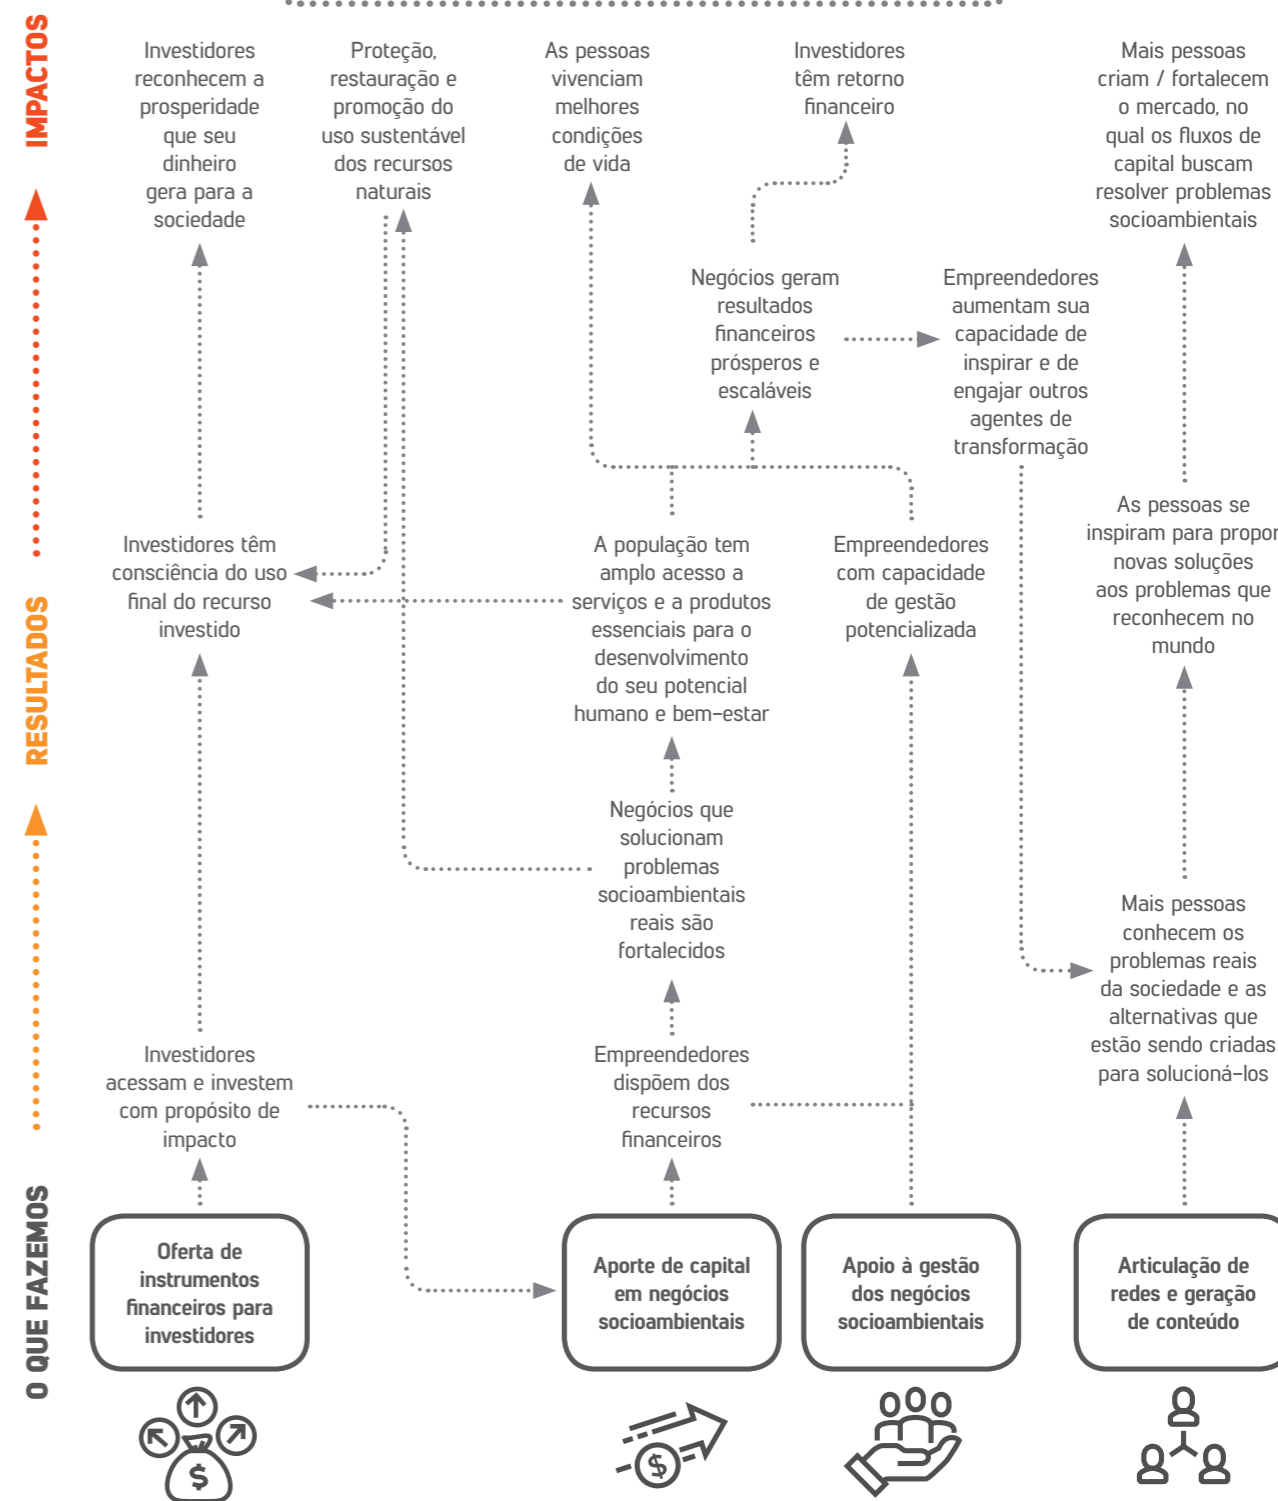 IMPACTOS
Investidores
reconhecem a
prosperidade
que seu
dinheiro
gera para a
sociedade
Proteção,
restauração e
promoção do
uso sustentável
dos recursos
naturais
As pessoas
vivenciam
melhores
condições
de vida
Investidores
têm retorno
financeiro
Mais pessoas
criam / fortalecem
o mercado, no
qual os fluxos de
capital buscam
resolver problemas
socioambientais
Negócios geram
resultados
financeiros
prósperos e
escaláveis
Empreendedores
aumentam sua
capacidade de
inspirar e de
engajar outros
agentes de
transformação
RESULTADOS
Investidores têm
consciência do uso
final do recurso
investido
A população tem
amplo acesso a
serviços e a produtos
essenciais para o
desenvolvimento
do seu potencial
humano e bem-estar
Empreendedores
com capacidade
de gestão
potencializada
As pessoas se
inspiram para propor
novas soluções
aos problemas que
reconhecem no
mundo
Negócios que
solucionam
problemas
socioambientais
reais são
fortalecidos
Mais pessoas
conhecem os
problemas reais
da sociedade e as
alternativas que
estão sendo criadas
para solucioná-los
Investidores
acessam e investem
com propósito de
impacto
Empreendedores
dispõem dos
recursos
financeiros
O QUE FAZEMOS
Oferta de
instrumentos
financeiros para
investidores
Aporte de capital
em negócios
socioambientais
Apoio à gestão
dos negócios
socioambientais
Articulação de
redes e geração
de conteúdo
$
$